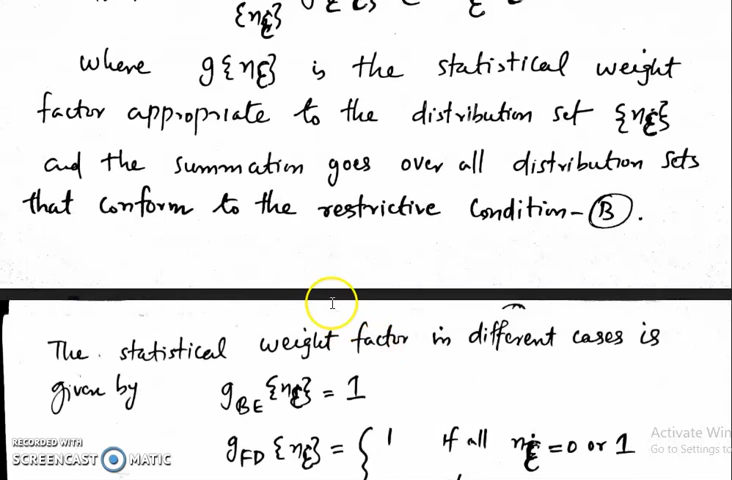 {nε}
where g{nε} is the statistical weight
factor appropriate to the distribution set {nε}
and the summation goes over all distribution sets
that conform to the restrictive condition-Ⓑ.
The statistical weight factor in different cases is
given by g_BE {nε} = 1
g_FD {nε} = { 1 if all nε = 0 or 1
RECORDED WITH
SCREENCAST MATIC
Activate Win
Go to Settings to